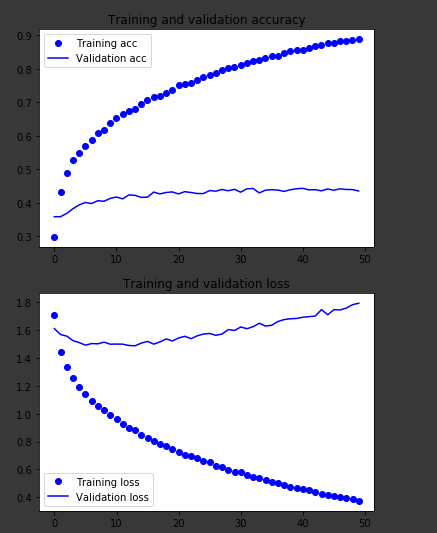 Training and validation accuracy
0.9
0.8
0.7
0.6
0.5
0.4
0.3
Training acc
Validation acc
0 10 20 30 40 50
Training and validation loss
1.8
1.6
1.4
1.2
1.0
0.8
0.6
0.4
Training loss
Validation loss
0 10 20 30 40 50